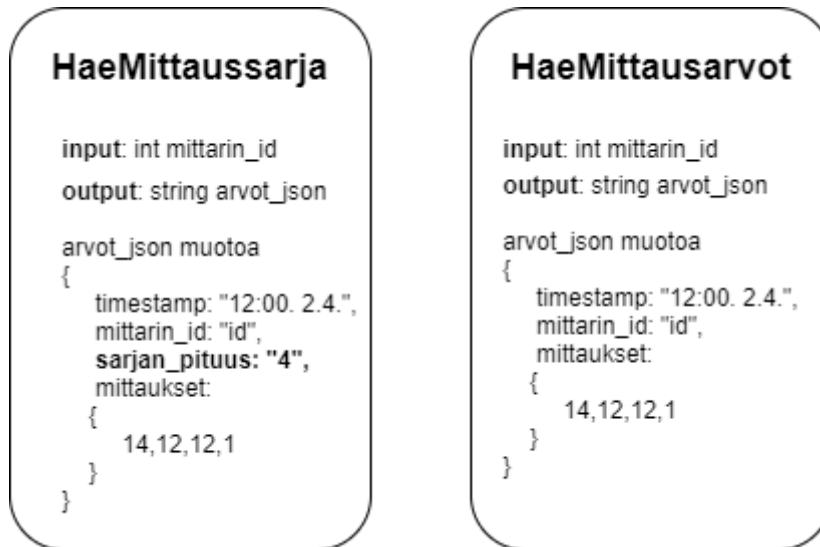 HaeMittaussarja
input: int mittarin_id
output: string arvot_json
arvot_json muotoa
{
timestamp: "12:00. 2.4.",
mittarin_id: "id",
sarjan_pituus: "4",
mittaukset:
{
14,12,12,1
}
}
HaeMittausarvot
input: int mittarin_id
output: string arvot_json
arvot_json muotoa
{
timestamp: "12:00. 2.4.",
mittarin_id: "id",
mittaukset:
{
14,12,12,1
}
}